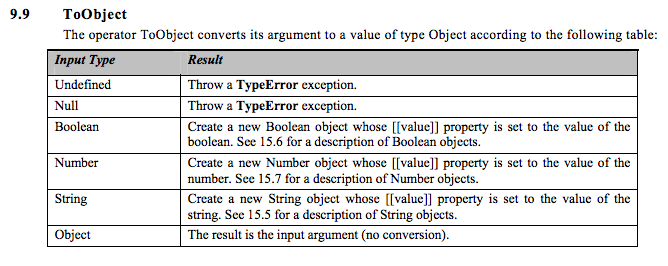 9.9 ToObject
The operator ToObject converts its argument to a value of type Object according to the following table:
Input Type Result
Undefined Throw a TypeError exception.
Null Throw a TypeError exception.
Boolean Create a new Boolean object whose [[value]] property is set to the value of the
boolean. See 15.6 for a description of Boolean objects.
Number Create a new Number object whose [[value]] property is set to the value of the
number. See 15.7 for a description of Number objects.
String Create a new String object whose [[value]] property is set to the value of the
string. See 15.5 for a description of String objects.
Object The result is the input argument (no conversion).